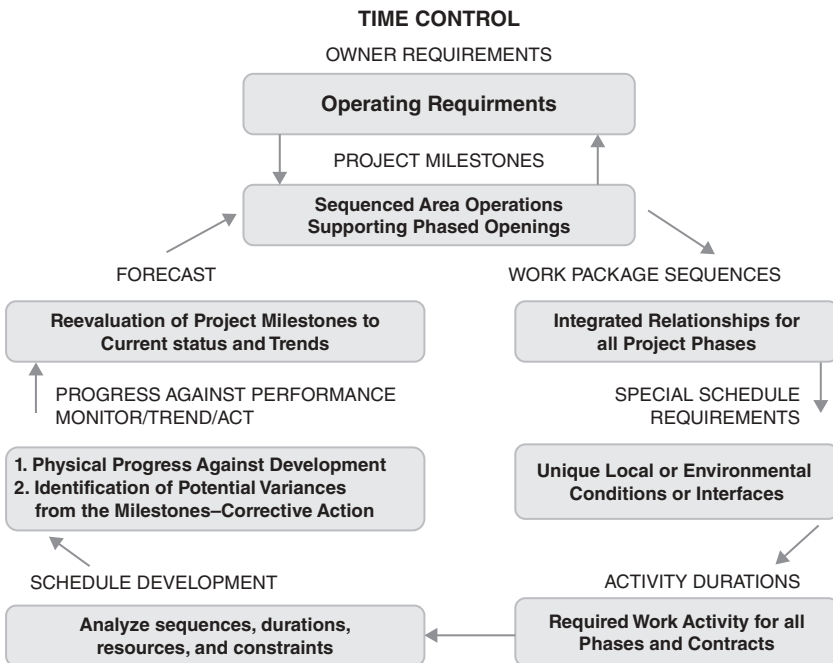 TIME CONTROL
OWNER REQUIREMENTS
Operating Requirments
PROJECT MILESTONES
Sequenced Area Operations
Supporting Phased Openings
FORECAST
WORK PACKAGE SEQUENCES
Reevaluation of Project Milestones to
Current status and Trends
Integrated Relationships for
all Project Phases
PROGRESS AGAINST PERFORMANCE
MONITOR/TREND/ACT
SPECIAL SCHEDULE
REQUIREMENTS
1. Physical Progress Against Development
2. Identification of Potential Variances
from the Milestones–Corrective Action
Unique Local or Environmental
Conditions or Interfaces
SCHEDULE DEVELOPMENT
ACTIVITY DURATIONS
Analyze sequences, durations,
resources, and constraints
Required Work Activity for all
Phases and Contracts